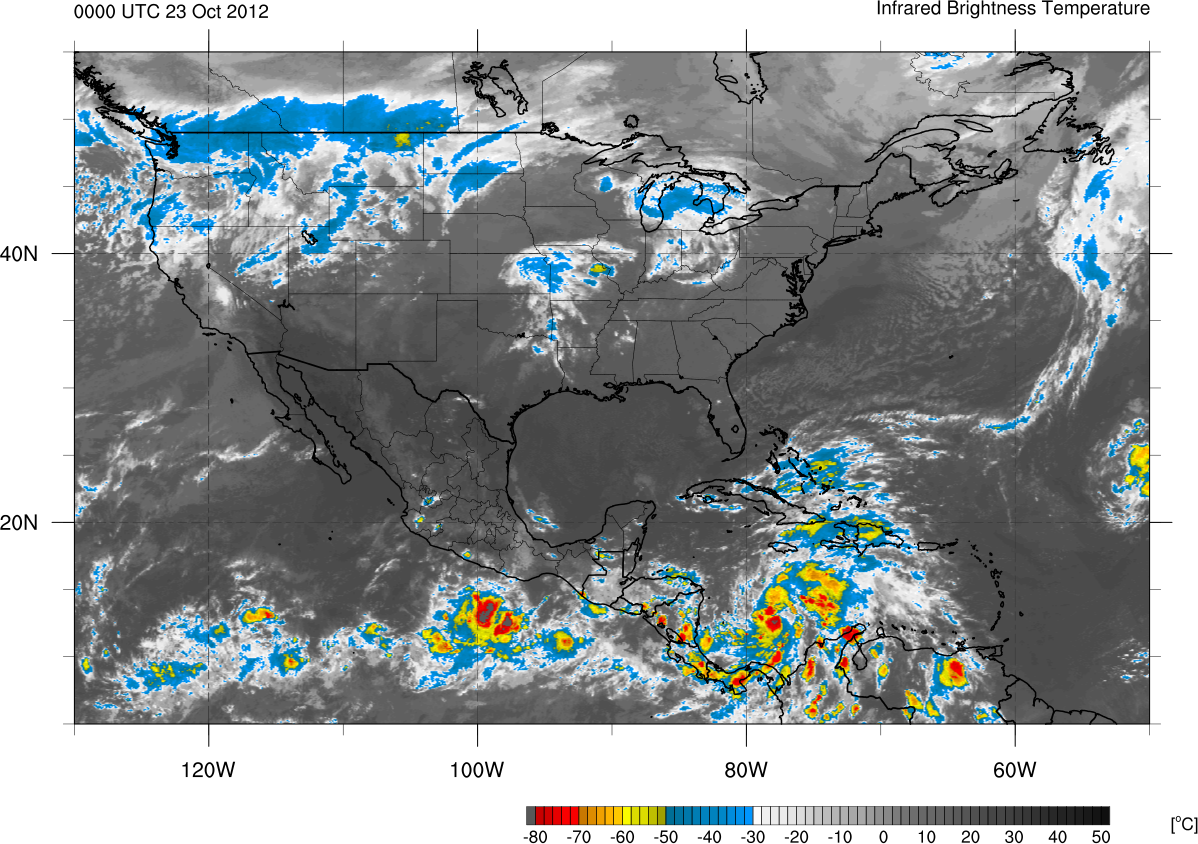 0000 UTC 23 Oct 2012 Infrared Brightness Temperature
40N
20N
120W 100W 80W 60W
-80 -70 -60 -50 -40 -30 -20 -10 0 10 20 30 40 50 [°C]